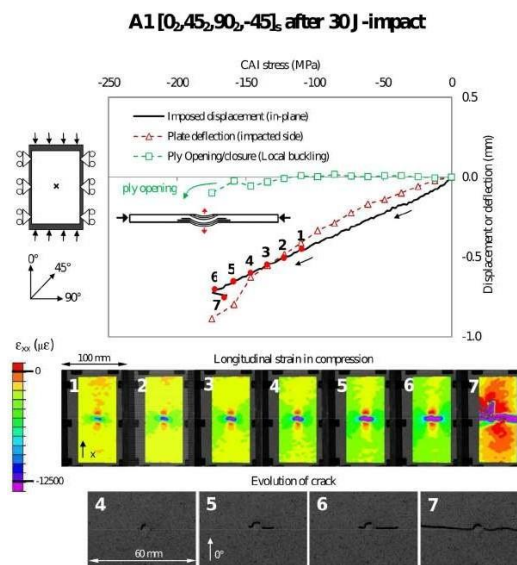 A1 [0₂,45₂,90₂,-45]ₛ after 30 J-impact
CAI stress (MPa)
-250 -200 -150 -100 -50 0
0.5
0.0
-0.5
-1.0
Displacement or deflection (mm)
Imposed displacement (in-plane)
Plate deflection (impacted side)
Ply Opening/closure (Local buckling)
ply opening
1
2
3
4
5
6
7
0°
45°
90°
εxx (με)
0
-12500
100 mm
Longitudinal strain in compression
1 2 3 4 5 6 7
x
Evolution of crack
4 5 6 7
60 mm
0°